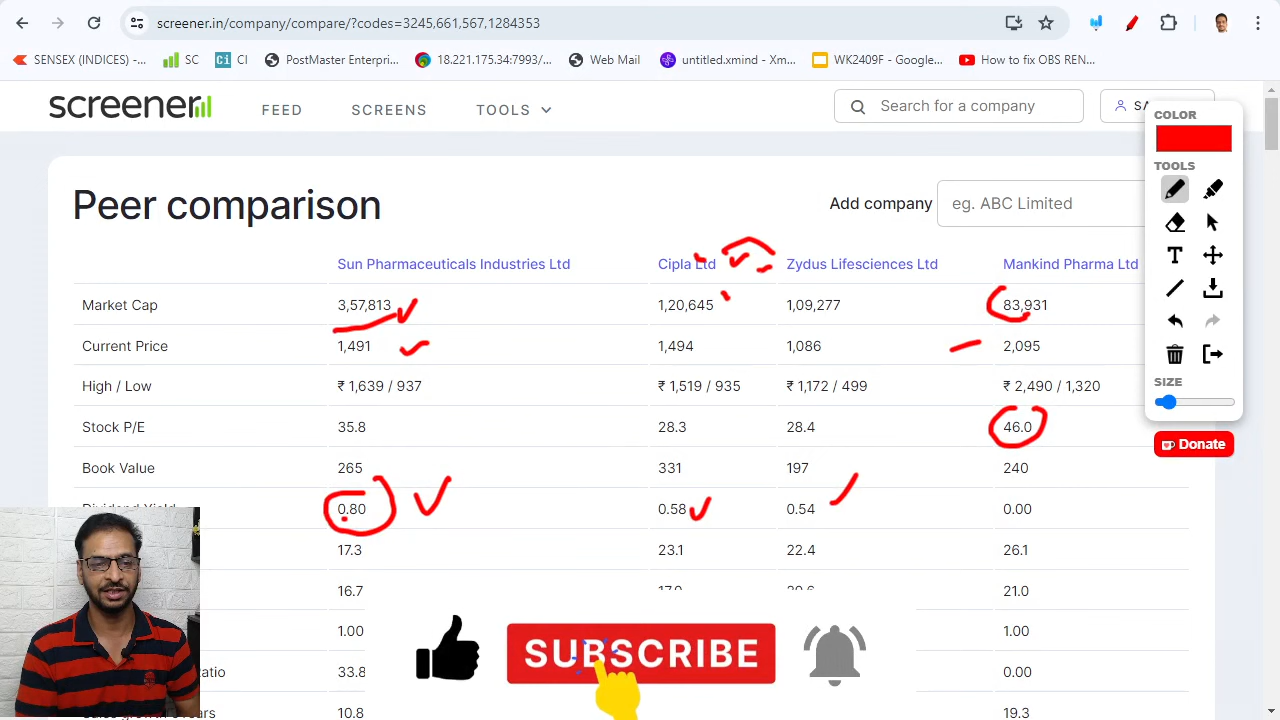 screener.in/company/compare/?codes=3245.661.567.1284353
SENSEX (INDICES) -... SC CI PostMaster Enterpri... 18.221.175.34:7993/... Web Mail untitled.xmind - Xm... WK2409F - Google... How to fix OBS REN...
screener FEED SCREENS TOOLS Search for a company SA
COLOR
TOOLS
T
SIZE
Donate
Peer comparison Add company eg. ABC Limited
Sun Pharmaceuticals Industries Ltd Cipla Ltd Zydus Lifesciences Ltd Mankind Pharma Ltd
Market Cap 3,57,813 1,20,645 1,09,277 83,931
Current Price 1,491 1,494 1,086 2,095
High / Low ₹ 1,639 / 937 ₹ 1,519 / 935 ₹ 1,172 / 499 ₹ 2,490 / 1,320
Stock P/E 35.8 28.3 28.4 46.0
Book Value 265 331 197 240
Dividend Yield 0.80 0.58 0.54 0.00
17.3 23.1 22.4 26.1
16.7 21.0
1.00 1.00
33.8 0.00
10.8 19.3
SUBSCRIBE